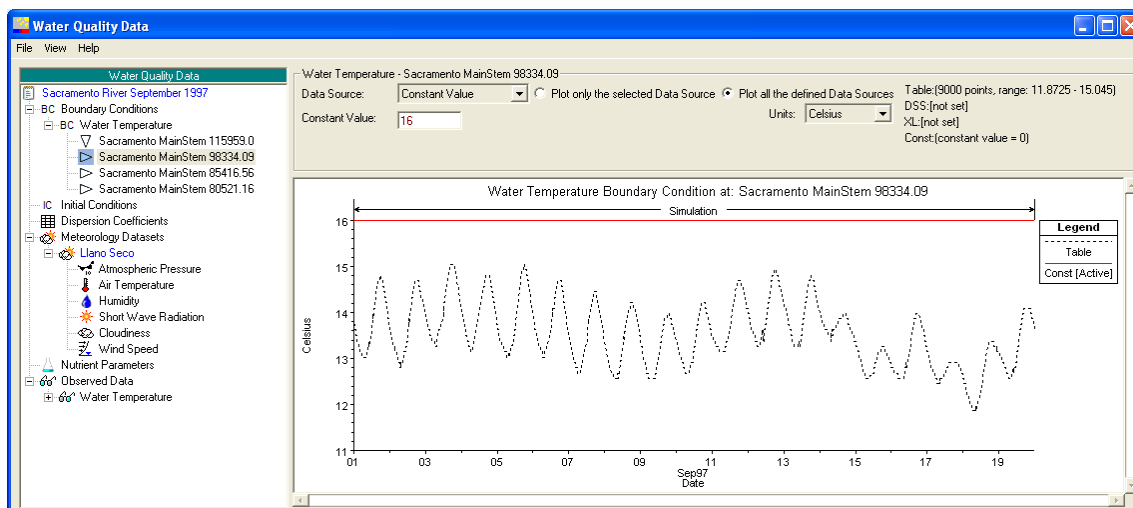 Water Quality Data
File View Help
Water Quality Data
Sacramento River September 1997
BC Boundary Conditions
BC Water Temperature
Sacramento MainStem 115959.0
Sacramento MainStem 98334.09
Sacramento MainStem 85416.56
Sacramento MainStem 80521.16
IC Initial Conditions
Dispersion Coefficients
Meteorology Datasets
Llano Seco
Atmospheric Pressure
Air Temperature
Humidity
Short Wave Radiation
Cloudiness
Wind Speed
Nutrient Parameters
Observed Data
Water Temperature
Water Temperature - Sacramento MainStem 98334.09
Data Source: Constant Value Plot only the selected Data Source Plot all the defined Data Sources
Constant Value: 16 Units: Celsius
Table:(9000 points, range: 11.8725 - 15.045)
DSS:[not set]
XL:[not set]
Const:(constant value = 0)
Water Temperature Boundary Condition at: Sacramento MainStem 98334.09
Simulation
16
15
14
13
12
11
Celsius
01 03 05 07 09 11 13 15 17 19
Sep97
Date
Legend
Table
Const [Active]